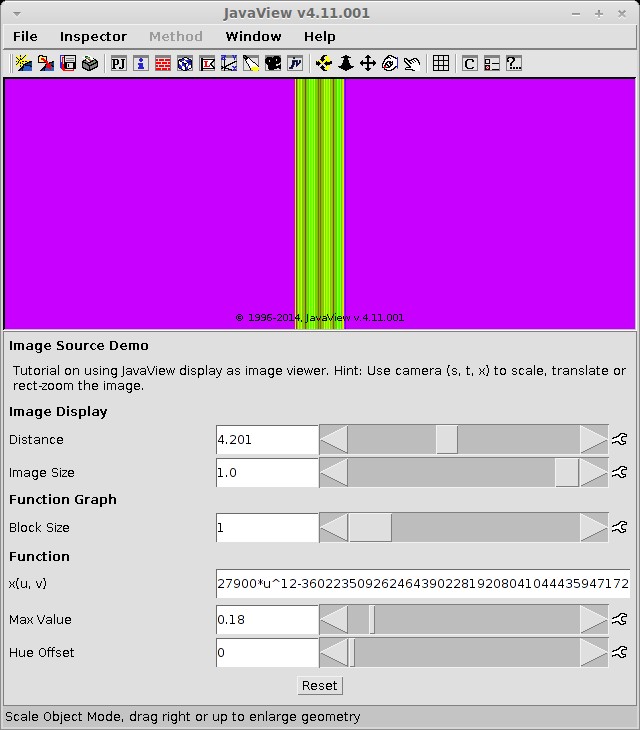 JavaView v4.11.001
File Inspector Method Window Help
PJ i jv C ?...
© 1996-2014, JavaView v.4.11.001
Image Source Demo
Tutorial on using JavaView display as image viewer. Hint: Use camera (s, t, x) to scale, translate or
rect-zoom the image.
Image Display
Distance 4.201
Image Size 1.0
Function Graph
Block Size 1
Function
x(u, v) 27900*u^12-36022350926246439022819208041044435947172
Max Value 0.18
Hue Offset 0
Reset
Scale Object Mode, drag right or up to enlarge geometry